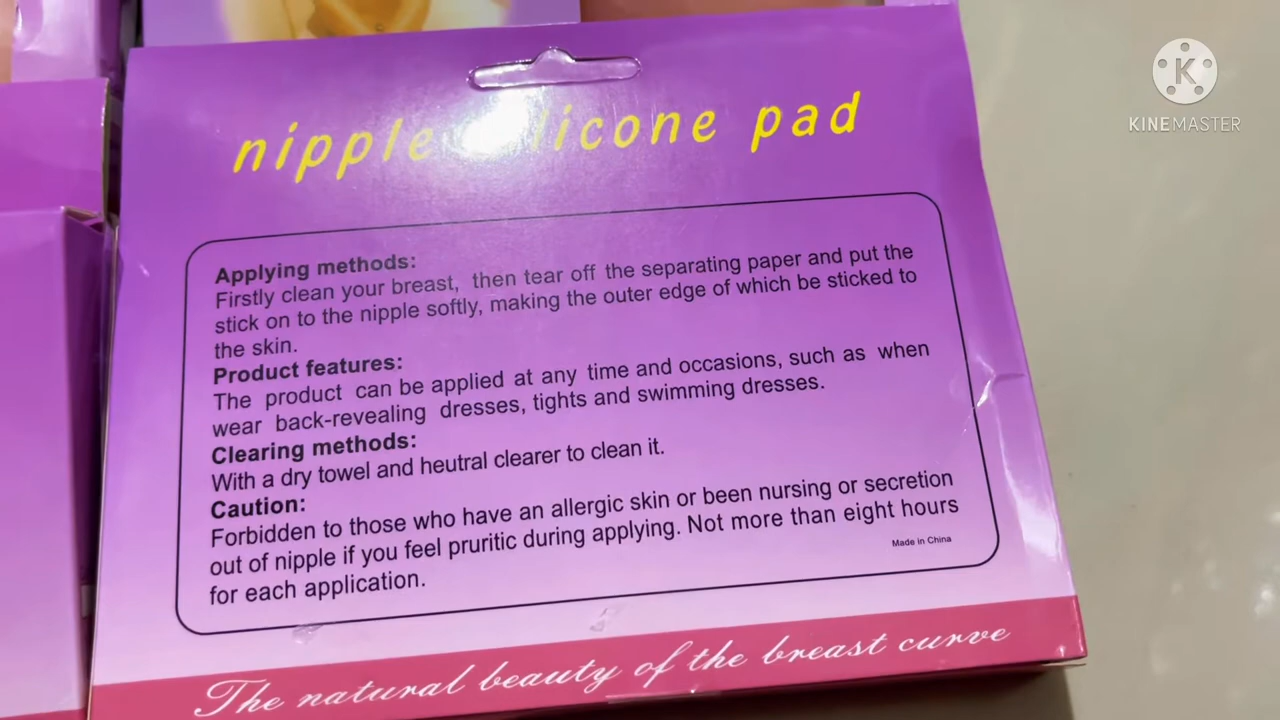 KINEMASTER
nipple silicone pad
Applying methods:
Firstly clean your breast, then tear off the separating paper and put the
stick on to the nipple softly, making the outer edge of which be sticked to
the skin.
Product features:
The product can be applied at any time and occasions, such as when
wear back-revealing dresses, tights and swimming dresses.
Clearing methods:
With a dry towel and heutral clearer to clean it.
Caution:
Forbidden to those who have an allergic skin or been nursing or secretion
out of nipple if you feel pruritic during applying. Not more than eight hours
for each application.
Made in China
The natural beauty of the breast curve